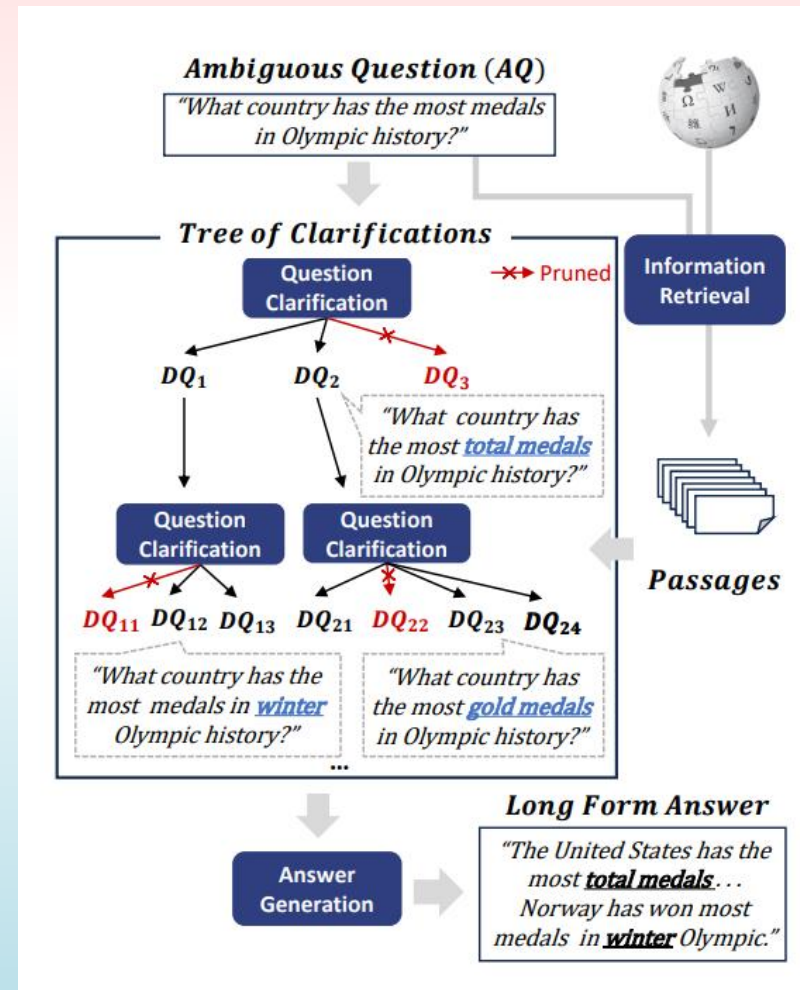 Ambiguous Question (AQ)
"What country has the most medals
in Olympic history?"
Ω
W
И
Tree of Clarifications
Question
Clarification
Pruned
Information
Retrieval
DQ₁
DQ₂
DQ₃
"What country has
the most total medals
in Olympic history?"
Question
Clarification
Question
Clarification
Passages
DQ₁₁ DQ₁₂ DQ₁₃ DQ₂₁ DQ₂₂ DQ₂₃ DQ₂₄
"What country has the
most medals in winter
Olympic history?"
"What country has
the most gold medals
in Olympic history?"
...
Answer
Generation
Long Form Answer
"The United States has the
most total medals...
Norway has won most
medals in winter Olympic."